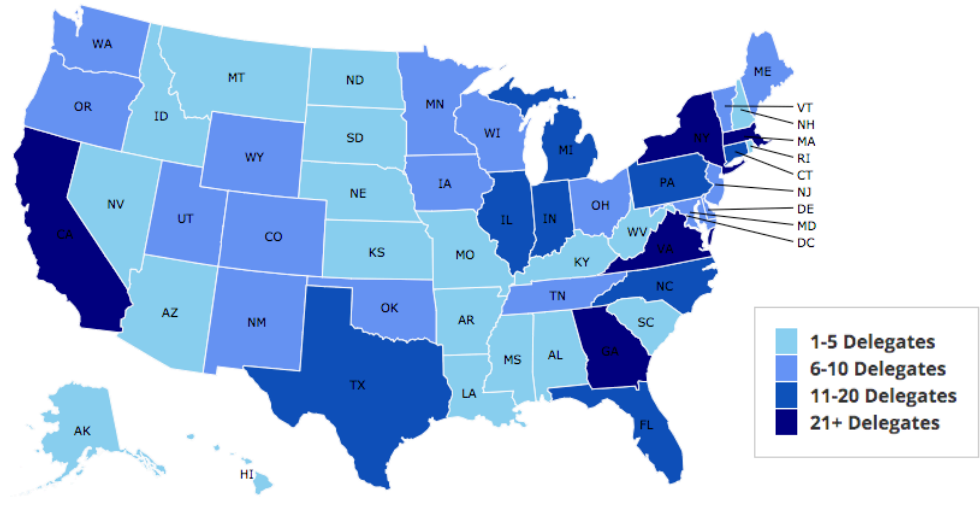 WA
MT
ND
MN
ME
OR
ID
SD
WI
MI
NY
VT
NH
MA
RI
CT
NJ
DE
MD
DC
WY
NE
IA
PA
NV
UT
CO
KS
MO
IL
IN
OH
WV
VA
KY
CA
AZ
NM
OK
AR
TN
NC
SC
MS
AL
GA
TX
LA
FL
AK
HI
1-5 Delegates
6-10 Delegates
11-20 Delegates
21+ Delegates